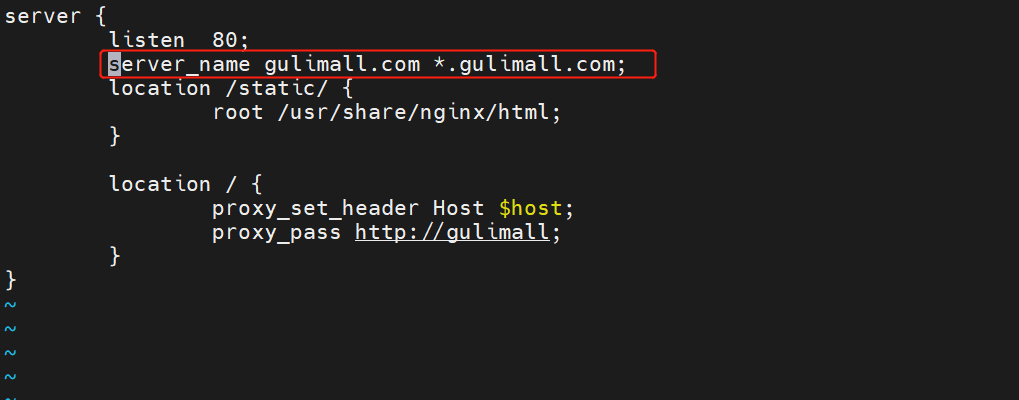 server {
        listen  80;
        server_name gulimall.com *.gulimall.com;
        location /static/ {
                root /usr/share/nginx/html;
        }

        location / {
                proxy_set_header Host $host;
                proxy_pass http://gulimall;
        }
}
~
~
~
~
~